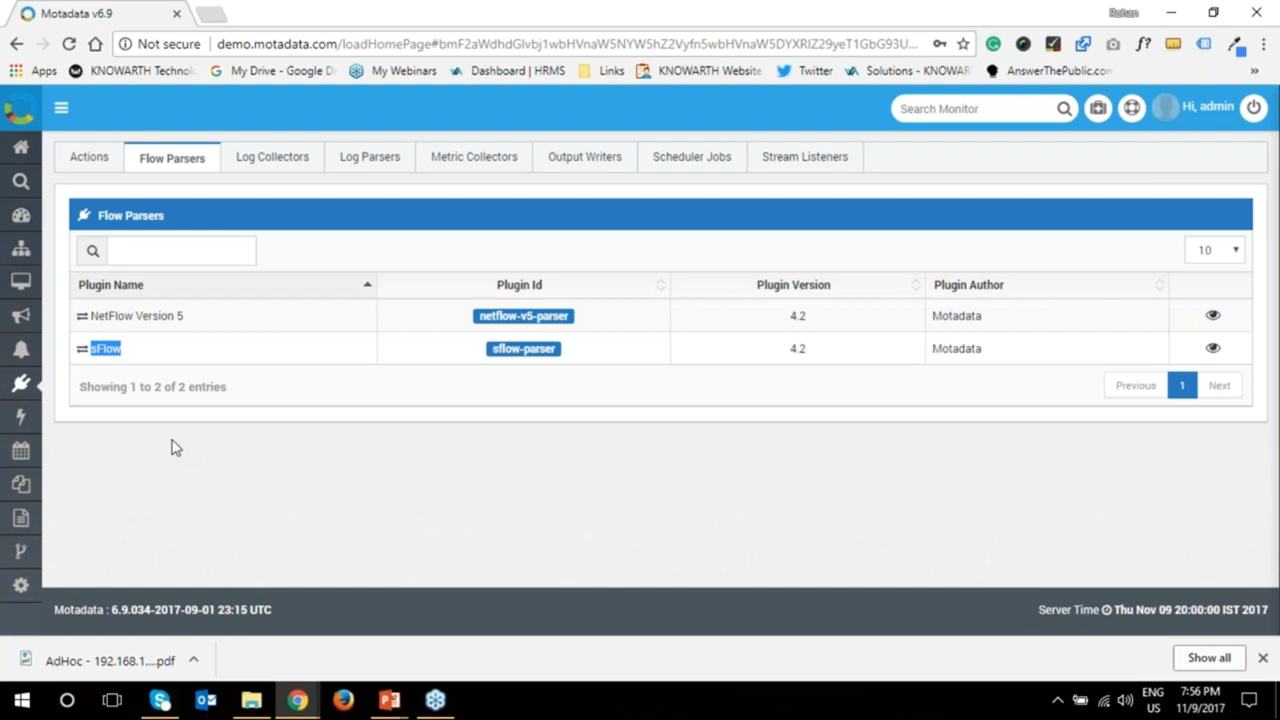 Motadata v6.9
Rohan
Not secure
demo.motadata.com/loadHomePage#bmF2aWdhdGlvbj1wbHVnaW5NYW5hZ2Vyfn5wbHVnaW5DYXRlZ29yeT1GbG93U...
Apps
KNOWARTH Technol
My Drive - Google D
My Webinars
Dashboard | HRMS
Links
KNOWARTH Website
Twitter
Solutions - KNOWAR
AnswerThePublic.com
»
Search Monitor
Hi, admin
Actions
Flow Parsers
Log Collectors
Log Parsers
Metric Collectors
Output Writers
Scheduler Jobs
Stream Listeners
Flow Parsers
10
Plugin Name
Plugin Id
Plugin Version
Plugin Author
NetFlow Version 5
netflow-v5-parser
4.2
Motadata
sFlow
sflow-parser
4.2
Motadata
Showing 1 to 2 of 2 entries
Previous
1
Next
Motadata : 6.9.034-2017-09-01 23:15 UTC
Server Time Thu Nov 09 20:00:00 IST 2017
AdHoc - 192.168.1....pdf
Show all
ENG
US
7:56 PM
11/9/2017